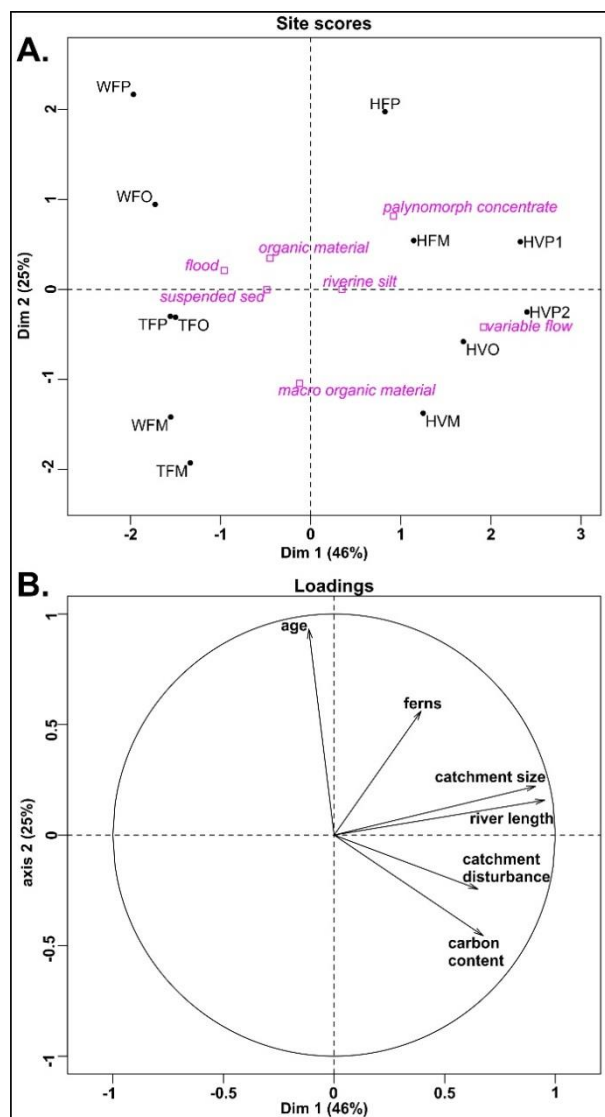 Site scores
A.
WFP
HFP
WFO
palynomorph concentrate
organic material
HFM
HVP1
flood
suspended sed
riverine silt
TFP
TFO
HVP2
variable flow
HVO
macro organic material
WFM
HVM
TFM
Dim 2 (25%)
2
1
0
-1
-2
-2
-1
0
1
2
3
Dim 1 (46%)
B.
Loadings
age
ferns
catchment size
river length
catchment
disturbance
carbon
content
axis 2 (25%)
1
0.5
0
-0.5
-1
-1
-0.5
0
0.5
1
Dim 1 (46%)